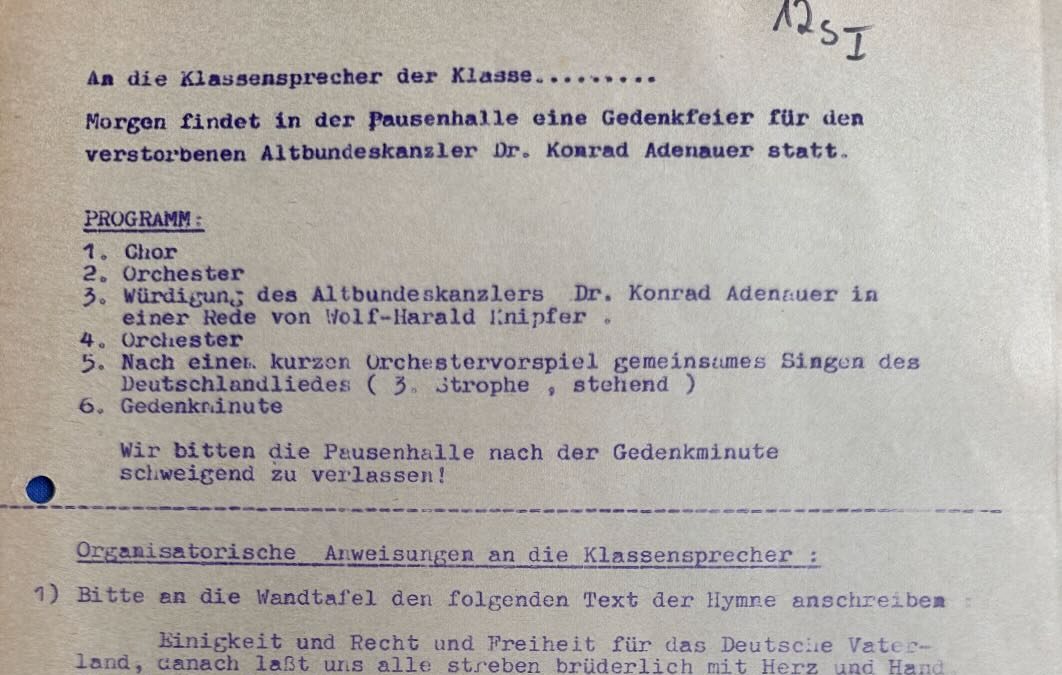 12sI
An die Klassensprecher der Klasse.........
Morgen findet in der Pausenhalle eine Gedenkfeier für den
verstorbenen Altbundeskanzler Dr. Konrad Adenauer statt.
PROGRAMM:
1. Chor
2. Orchester
3. Würdigung des Altbundeskanzlers Dr. Konrad Adenauer in
einer Rede von Wolf-Harald Knipfer .
4. Orchester
5. Nach einem kurzen Orchestervorspiel gemeinsames Singen des
Deutschlandliedes ( 3. Strophe , stehend )
6. Gedenkminute
Wir bitten die Pausenhalle nach der Gedenkminute
schweigend zu verlassen!
Organisatorische Anweisungen an die Klassensprecher :
1) Bitte an die Wandtafel den folgenden Text der Hymne anschreiben :
Einigkeit und Recht und Freiheit für das Deutsche Vater-
land, danach laßt uns alle streben brüderlich mit Herz und Hand.